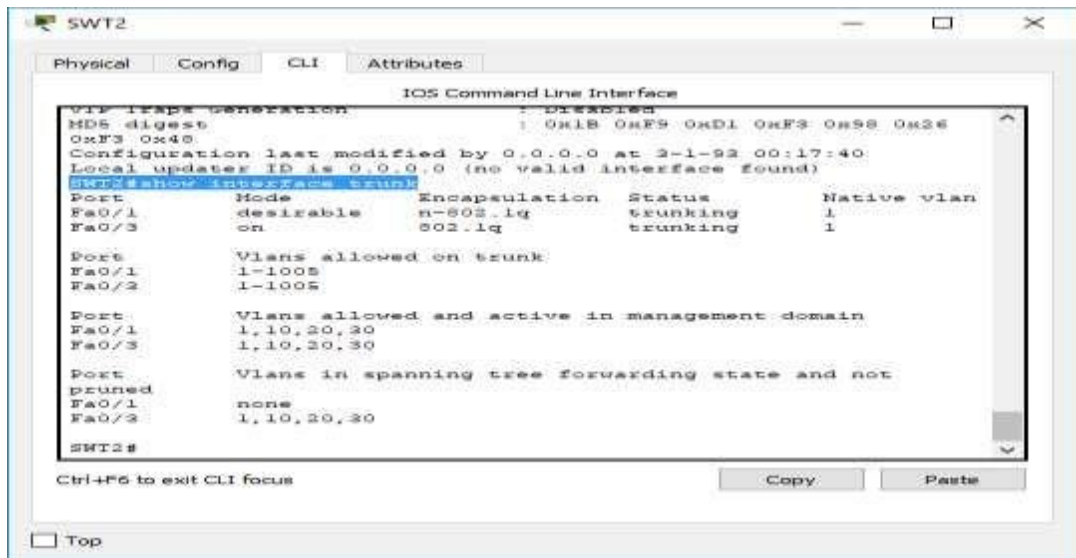 SWT2
Physical Config CLI Attributes
IOS Command Line Interface
VTP Traps Generation : Disabled
MD5 digest : 0x1B 0xF9 0xD1 0xF3 0x98 0x26
0xF3 0x48
Configuration last modified by 0.0.0.0 at 3-1-93 00:17:40
Local updater ID is 0.0.0.0 (no valid interface found)
SWT2#show interface trunk
Port Mode Encapsulation Status Native vlan
Fa0/1 desirable n-802.1q trunking 1
Fa0/3 on 802.1q trunking 1
Port Vlans allowed on trunk
Fa0/1 1-1005
Fa0/3 1-1005
Port Vlans allowed and active in management domain
Fa0/1 1,10,20,30
Fa0/3 1,10,20,30
Port Vlans in spanning tree forwarding state and not
pruned
Fa0/1 none
Fa0/3 1,10,20,30
SWT2#
Ctrl+F6 to exit CLI focus Copy Paste
Top